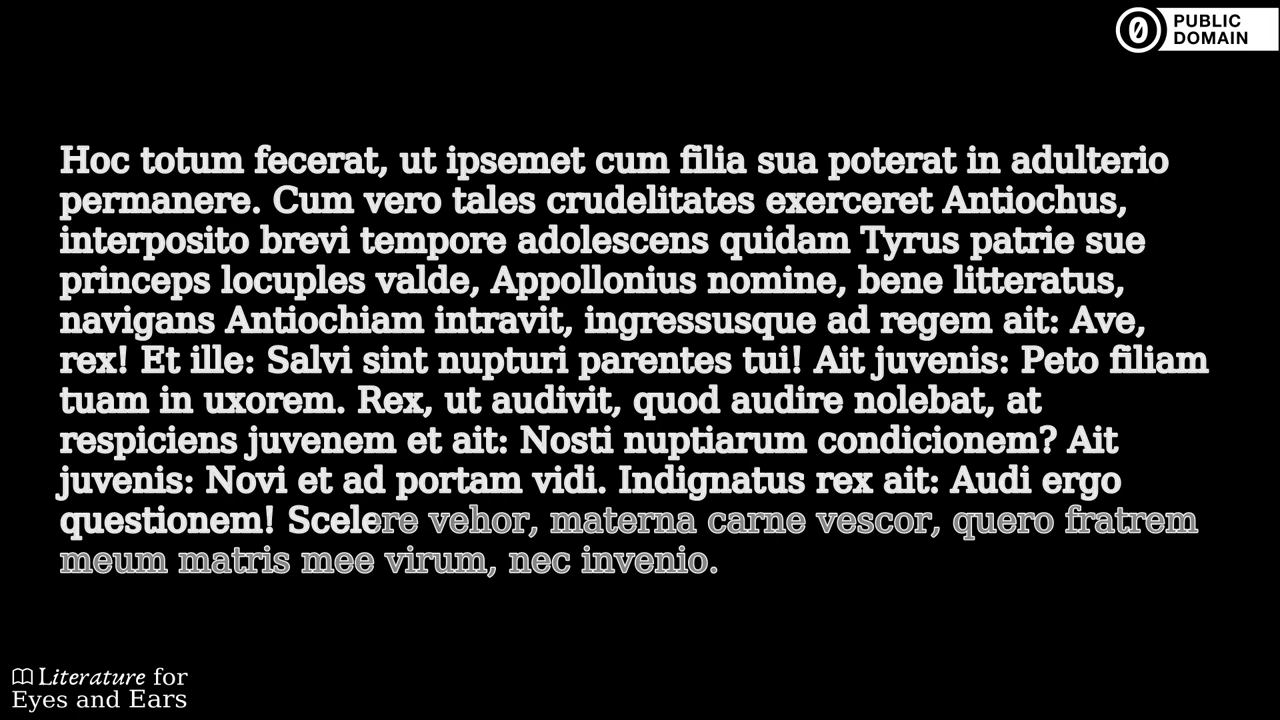 PUBLIC
DOMAIN
Hoc totum fecerat, ut ipsemet cum filia sua poterat in adulterio
permanere. Cum vero tales crudelitates exerceret Antiochus,
interposito brevi tempore adolescens quidam Tyrus patrie sue
princeps locuples valde, Appollonius nomine, bene litteratus,
navigans Antiochiam intravit, ingressusque ad regem ait: Ave,
rex! Et ille: Salvi sint nupturi parentes tui! Ait juvenis: Peto filiam
tuam in uxorem. Rex, ut audivit, quod audire nolebat, at
respiciens juvenem et ait: Nosti nuptiarum condicionem? Ait
juvenis: Novi et ad portam vidi. Indignatus rex ait: Audi ergo
questionem! Scelere vehor, materna carne vescor, quero fratrem
meum matris mee virum, nec invenio.
Literature for
Eyes and Ears